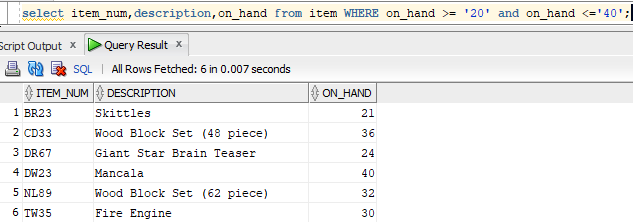 select item_num,description,on_hand from item WHERE on_hand >= '20' and on_hand <='40';
Script Output x Query Result x
SQL | All Rows Fetched: 6 in 0.007 seconds
ITEM_NUM DESCRIPTION ON_HAND
1 BR23 Skittles 21
2 CD33 Wood Block Set (48 piece) 36
3 DR67 Giant Star Brain Teaser 24
4 DW23 Mancala 40
5 NL89 Wood Block Set (62 piece) 32
6 TW35 Fire Engine 30